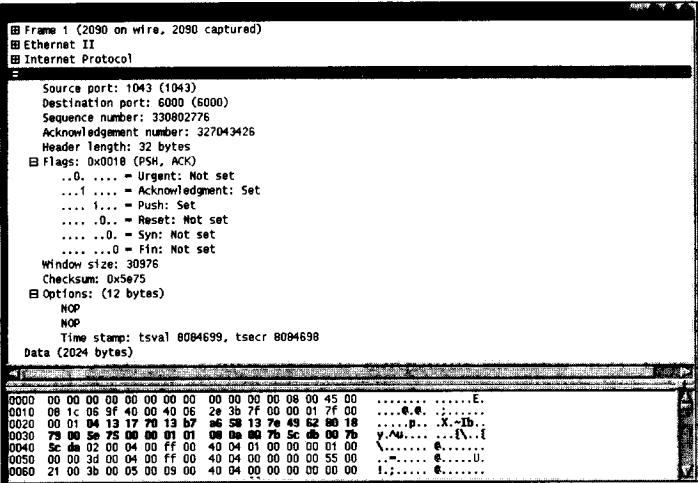 Frame 1 (2090 on wire, 2090 captured)
Ethernet II
Internet Protocol
Source port: 1043 (1043)
Destination port: 6000 (6000)
Sequence number: 330802776
Acknowledgement number: 327043426
Header length: 32 bytes
Flags: 0x0018 (PSH, ACK)
..0. .... = Urgent: Not set
...1 .... = Acknowledgment: Set
.... 1... = Push: Set
.... .0.. = Reset: Not set
.... ..0. = Syn: Not set
.... ...0 = Fin: Not set
Window size: 30976
Checksum: 0x5e75
Options: (12 bytes)
NOP
NOP
Time stamp: tsval 8084699, tsecr 8084698
Data (2024 bytes)
0000 00 00 00 00 00 00 00 00 00 00 00 00 08 00 45 00 ........ ......E.
0010 08 1c 06 9f 40 00 40 06 2e 3b 7f 00 00 01 7f 00 ....@.@. .;......
0020 00 01 04 13 17 70 13 b7 a6 58 13 7e 49 62 80 18 .....p.. .X.~Ib..
0030 79 00 5e 75 00 00 01 01 08 0a 00 7b 5c db 00 7b y.^u.... ...{\..{
0040 5c da 02 00 04 00 ff 00 40 04 01 00 00 00 01 00 \....... @.......
0050 00 00 3d 04 00 04 ff 00 40 04 00 00 00 00 55 00 ..=..... @.....U.
0060 21 00 3b 00 05 00 09 00 40 04 00 00 00 00 00 00 !.;..... @.......